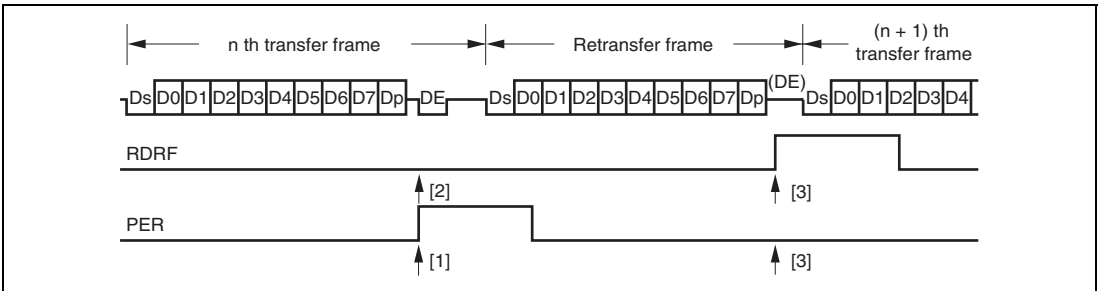 n th transfer frame
Retransfer frame
(n + 1) th
transfer frame
Ds D0 D1 D2 D3 D4 D5 D6 D7 Dp DE
Ds D0 D1 D2 D3 D4 D5 D6 D7 Dp (DE)
Ds D0 D1 D2 D3 D4
RDRF
[2]
[3]
PER
[1]
[3]